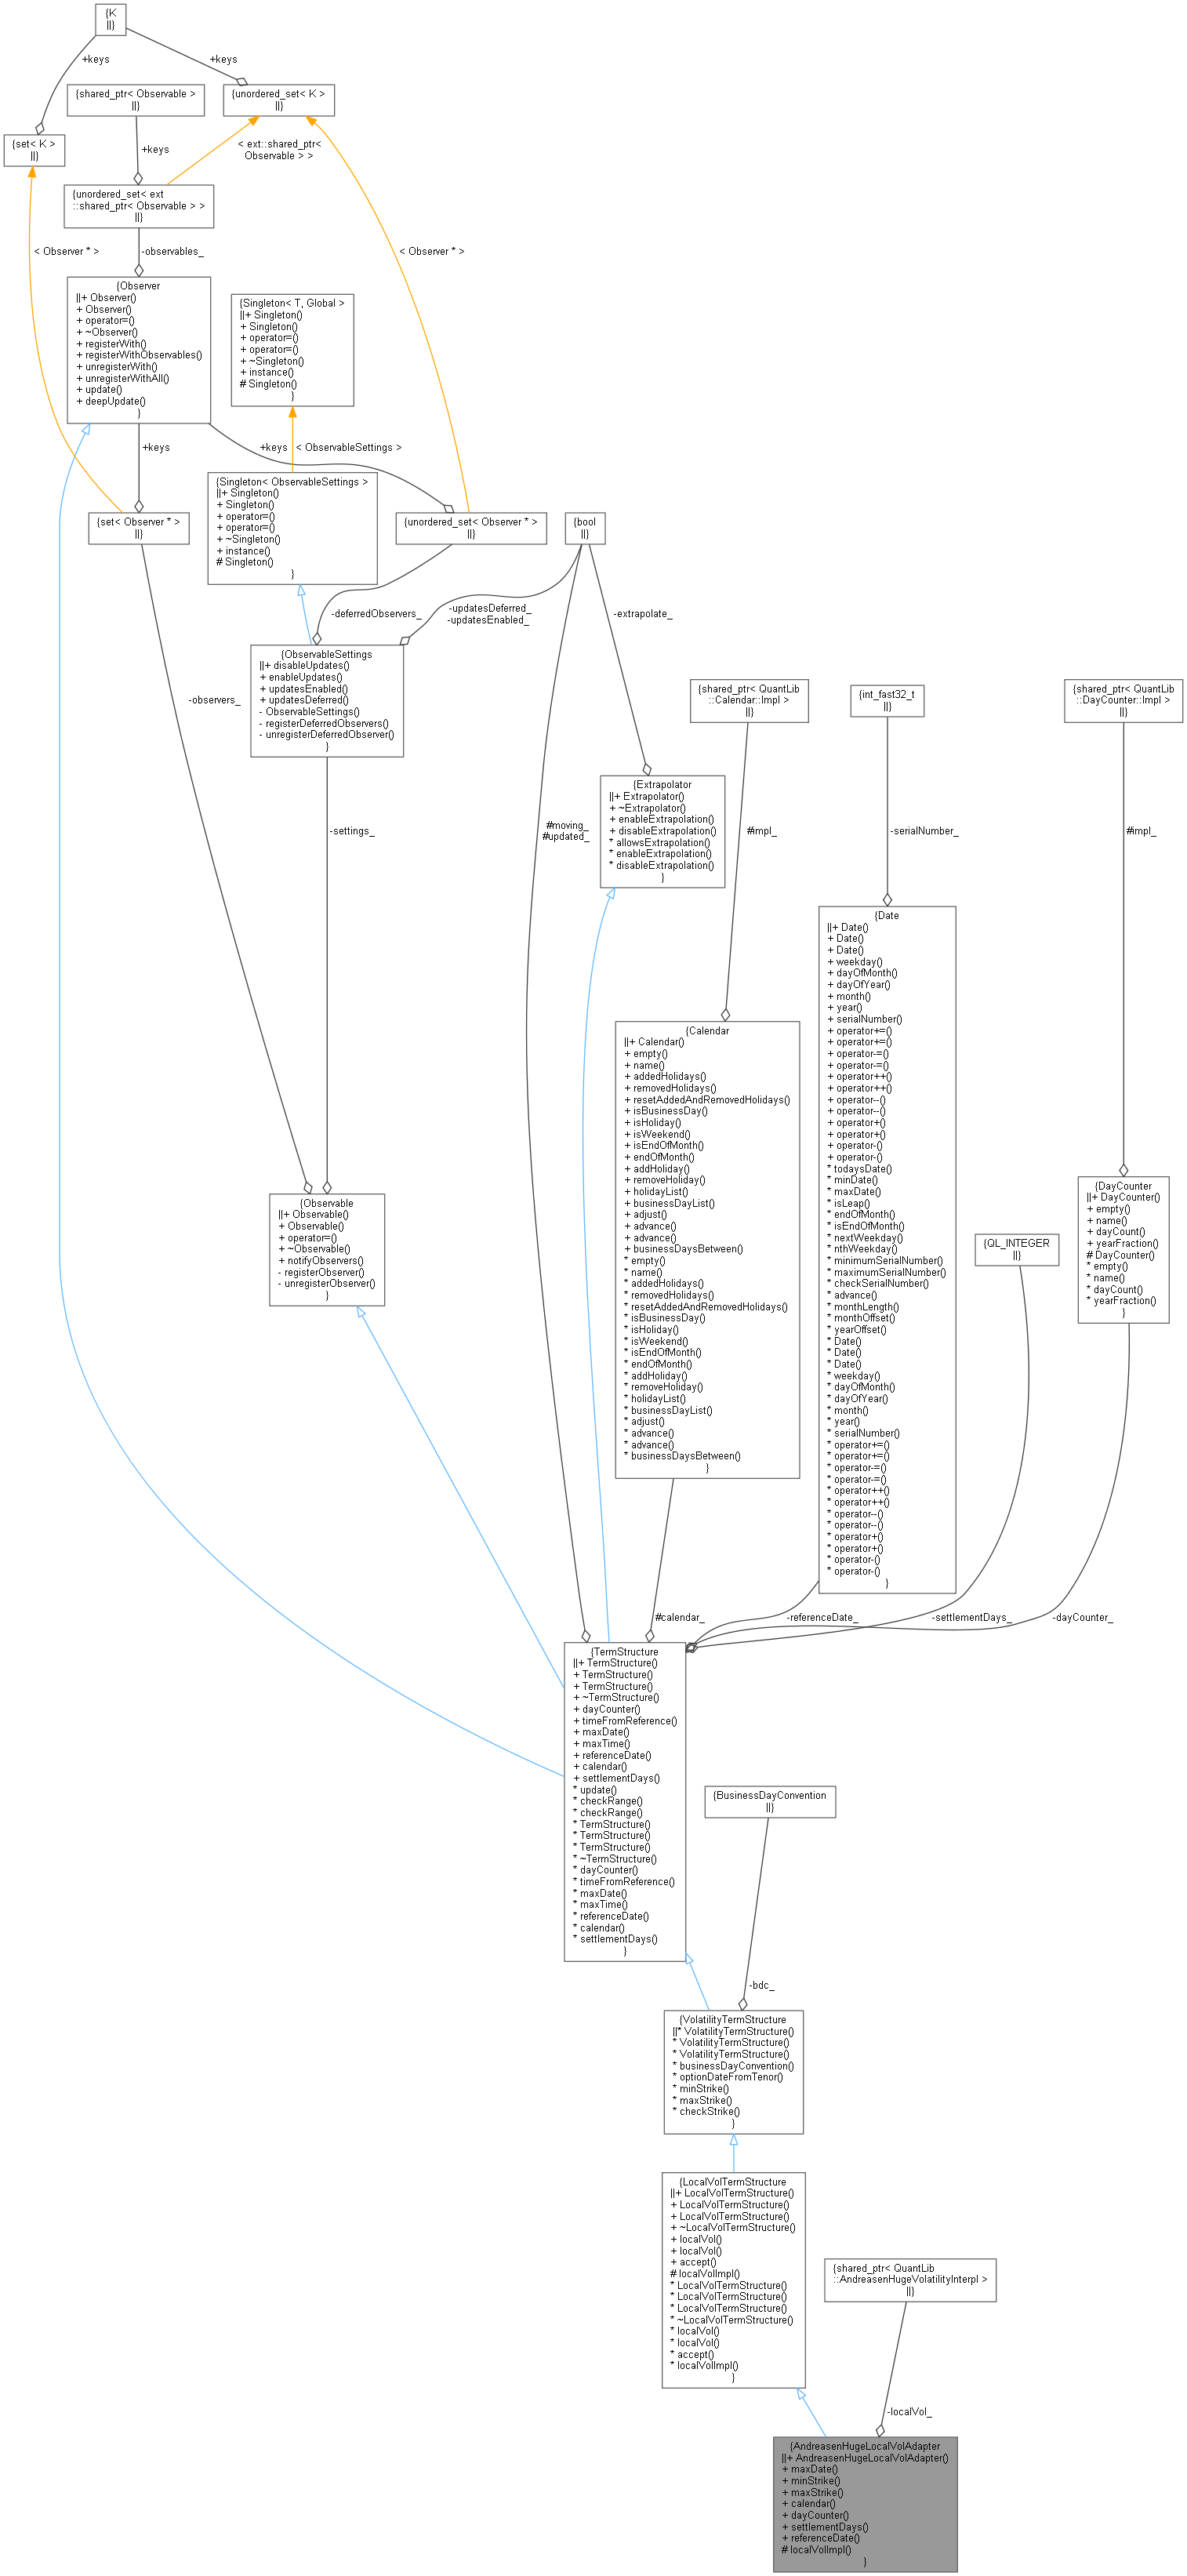 {K
||}
+keys
+keys
{shared_ptr< Observable >
||}
{unordered_set< K >
||}
{set< K >
||}
+keys
< ext::shared_ptr<
Observable > >
{unordered_set< ext
::shared_ptr< Observable > >
||}
< Observer * >
-observables_
< Observer * >
{Observer
||+ Observer()
+ Observer()
+ operator=()
+ ~Observer()
+ registerWith()
+ registerWithObservables()
+ unregisterWith()
+ unregisterWithAll()
+ update()
+ deepUpdate()
}
{Singleton< T, Global >
||+ Singleton()
+ Singleton()
+ operator=()
+ operator=()
+ ~Singleton()
+ instance()
# Singleton()
}
+keys
+keys
< ObservableSettings >
{Singleton< ObservableSettings >
||+ Singleton()
+ Singleton()
+ operator=()
+ operator=()
+ ~Singleton()
+ instance()
# Singleton()
}
{set< Observer * >
||}
{unordered_set< Observer * >
||}
{bool
||}
-deferredObservers_
-updatesDeferred_
-updatesEnabled_
-extrapolate_
{ObservableSettings
||+ disableUpdates()
+ enableUpdates()
+ updatesEnabled()
+ updatesDeferred()
- ObservableSettings()
- registerDeferredObservers()
- unregisterDeferredObserver()
}
-observers_
{shared_ptr< QuantLib
::Calendar::Impl >
||}
{int_fast32_t
||}
{shared_ptr< QuantLib
::DayCounter::Impl >
||}
-settings_
#moving_
#updated_
{Extrapolator
||+ Extrapolator()
+ ~Extrapolator()
+ enableExtrapolation()
+ disableExtrapolation()
* allowsExtrapolation()
* enableExtrapolation()
* disableExtrapolation()
}
#impl_
-serialNumber_
#impl_
{Date
||+ Date()
+ Date()
+ Date()
+ weekday()
+ dayOfMonth()
+ dayOfYear()
+ month()
+ year()
+ serialNumber()
+ operator+=()
+ operator+=()
+ operator-=()
+ operator-=()
+ operator++()
+ operator++()
+ operator--()
+ operator--()
+ operator+()
+ operator+()
+ operator-()
+ operator-()
* todaysDate()
* minDate()
* maxDate()
* isLeap()
* endOfMonth()
* isEndOfMonth()
* nextWeekday()
* nthWeekday()
* minimumSerialNumber()
* maximumSerialNumber()
* checkSerialNumber()
* advance()
* monthLength()
* monthOffset()
* yearOffset()
* Date()
* Date()
* Date()
* weekday()
* dayOfMonth()
* dayOfYear()
* month()
* year()
* serialNumber()
* operator+=()
* operator+=()
* operator-=()
* operator-=()
* operator++()
* operator++()
* operator--()
* operator--()
* operator+()
* operator+()
* operator-()
* operator-()
}
{Calendar
||+ Calendar()
+ empty()
+ name()
+ addedHolidays()
+ removedHolidays()
+ resetAddedAndRemovedHolidays()
+ isBusinessDay()
+ isHoliday()
+ isWeekend()
+ isEndOfMonth()
+ endOfMonth()
+ addHoliday()
+ removeHoliday()
+ holidayList()
+ businessDayList()
+ adjust()
+ advance()
+ advance()
+ businessDaysBetween()
* empty()
* name()
* addedHolidays()
* removedHolidays()
* resetAddedAndRemovedHolidays()
* isBusinessDay()
* isHoliday()
* isWeekend()
* isEndOfMonth()
* endOfMonth()
* addHoliday()
* removeHoliday()
* holidayList()
* businessDayList()
* adjust()
* advance()
* advance()
* businessDaysBetween()
}
{DayCounter
||+ DayCounter()
+ empty()
+ name()
+ dayCount()
+ yearFraction()
# DayCounter()
* empty()
* name()
* dayCount()
* yearFraction()
}
{Observable
||+ Observable()
+ Observable()
+ operator=()
+ ~Observable()
+ notifyObservers()
- registerObserver()
- unregisterObserver()
}
{QL_INTEGER
||}
#calendar_
-referenceDate_
-settlementDays_
-dayCounter_
{TermStructure
||+ TermStructure()
+ TermStructure()
+ TermStructure()
+ ~TermStructure()
+ dayCounter()
+ timeFromReference()
+ maxDate()
+ maxTime()
+ referenceDate()
+ calendar()
+ settlementDays()
* update()
* checkRange()
* checkRange()
* TermStructure()
* TermStructure()
* TermStructure()
* ~TermStructure()
* dayCounter()
* timeFromReference()
* maxDate()
* maxTime()
* referenceDate()
* calendar()
* settlementDays()
}
{BusinessDayConvention
||}
-bdc_
{VolatilityTermStructure
||* VolatilityTermStructure()
* VolatilityTermStructure()
* VolatilityTermStructure()
* businessDayConvention()
* optionDateFromTenor()
* minStrike()
* maxStrike()
* checkStrike()
}
{LocalVolTermStructure
||+ LocalVolTermStructure()
+ LocalVolTermStructure()
+ LocalVolTermStructure()
+ ~LocalVolTermStructure()
+ localVol()
+ localVol()
+ accept()
# localVolImpl()
* LocalVolTermStructure()
* LocalVolTermStructure()
* LocalVolTermStructure()
* ~LocalVolTermStructure()
* localVol()
* localVol()
* accept()
* localVolImpl()
}
{shared_ptr< QuantLib
::AndreasenHugeVolatilityInterpl >
||}
-localVol_
{AndreasenHugeLocalVolAdapter
||+ AndreasenHugeLocalVolAdapter()
+ maxDate()
+ minStrike()
+ maxStrike()
+ calendar()
+ dayCounter()
+ settlementDays()
+ referenceDate()
# localVolImpl()
}